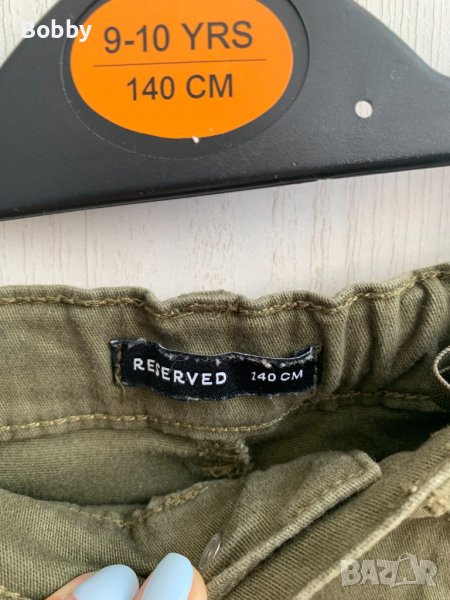 Bobby
9-10 YRS
140 CM
RESERVED 140 CM
BAZAR